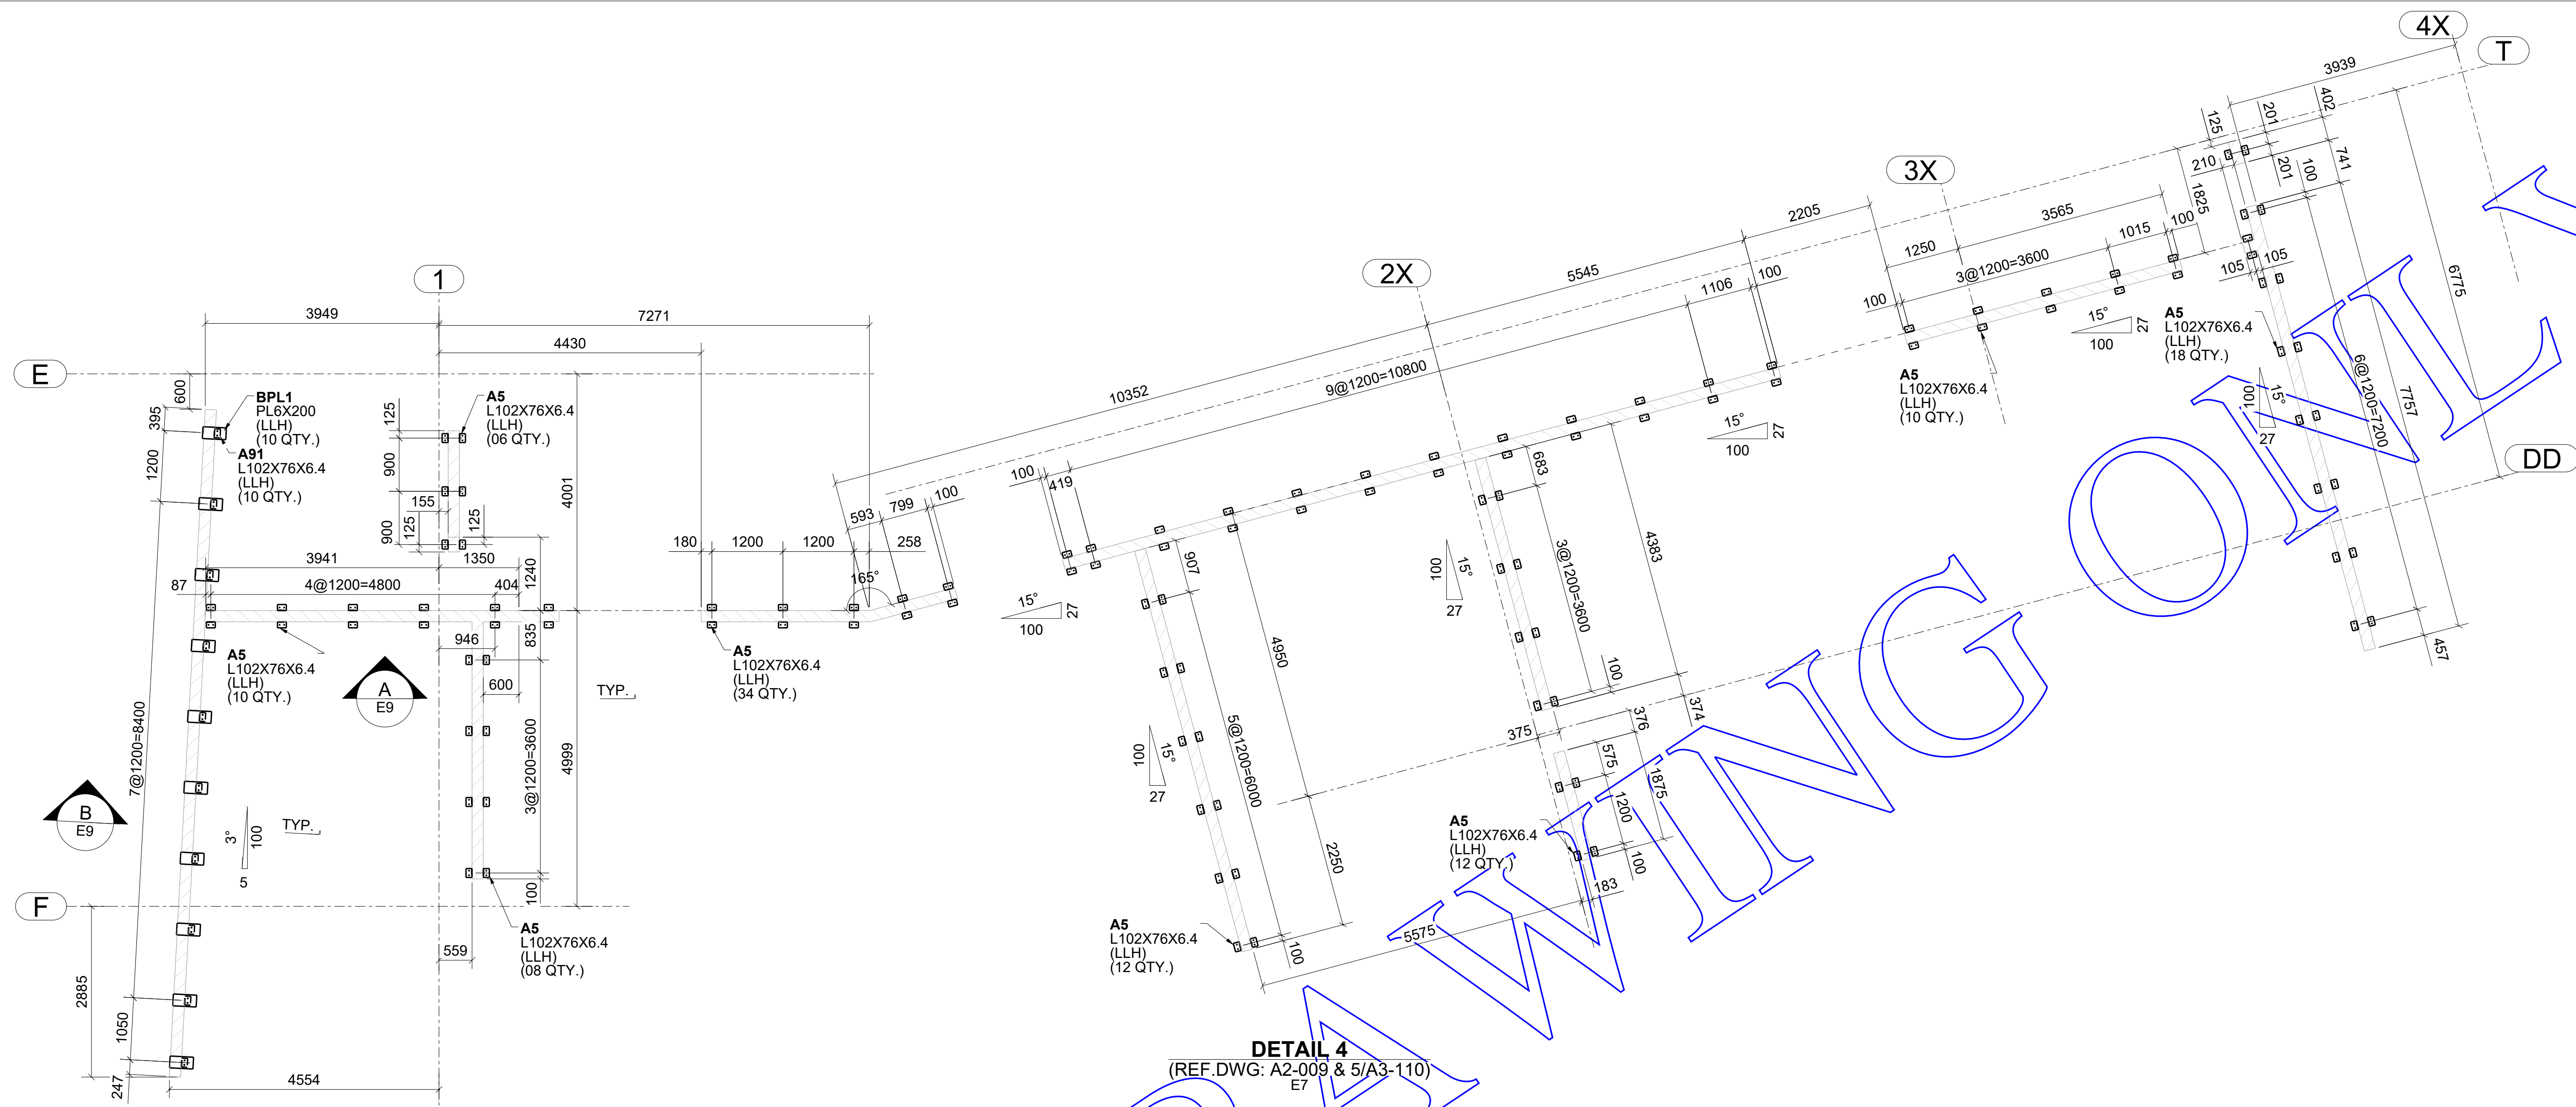 4X
T
3939
402
201
125
741
201
100
210
3X
1825
2205
3565
100
1015
1250
3@1200=3600
105
105
6775
1
2X
5545
100
1106
100
3949
7271
4430
A5
L102X76X6.4
(LLH)
(18 QTY.)
15°
27
100
E
600
10352
9@1200=10800
A5
L102X76X6.4
(LLH)
(10 QTY.)
100
15°
27
6@1200=7200
7757
395
BPL1
PL6X200
(LLH)
(10 QTY.)
A91
L102X76X6.4
(LLH)
(10 QTY.)
1200
125
900
A5
L102X76X6.4
(LLH)
(06 QTY.)
4001
15°
27
100
DD
155
900
125
125
100
419
683
593
799
100
180
1200
1200
258
165°
3941
1350
1240
87
4@1200=4800
404
907
100
15°
27
3@1200=3600
4383
15°
27
100
946
835
A5
L102X76X6.4
(LLH)
(10 QTY.)
A
E9
600
TYP.
A5
L102X76X6.4
(LLH)
(34 QTY.)
4950
457
100
374
376
375
7@1200=8400
3@1200=3600
4999
100
15°
27
5@1200=6000
575
1875
1200
B
E9
3°
100
5
TYP.
A5
L102X76X6.4
(LLH)
(12 QTY.)
2250
100
183
100
F
A5
L102X76X6.4
(LLH)
(08 QTY.)
A5
L102X76X6.4
(LLH)
(12 QTY.)
5575
100
559
2885
1050
247
4554
DETAIL 4
(REF.DWG: A2-009 & 5/A3-110)
E7
AWING ONLY